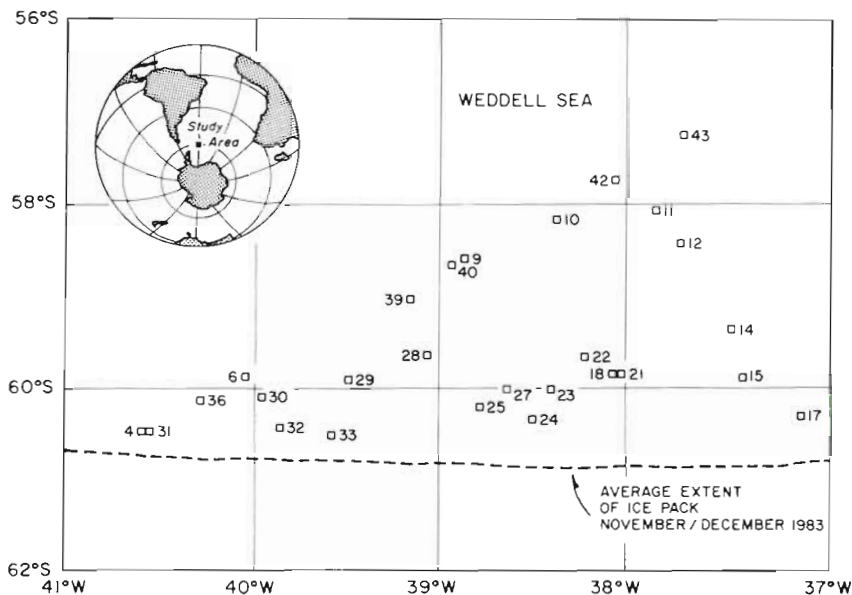 56°S
WEDDELL SEA
Study
Area
43
42
58°S
11
10
12
9
40
39
14
28
22
6
29
18
21
15
60°S
27
23
36
30
25
24
17
4
31
32
33
AVERAGE EXTENT
OF ICE PACK
NOVEMBER / DECEMBER 1983
62°S
41°W
40°W
39°W
38°W
37°W